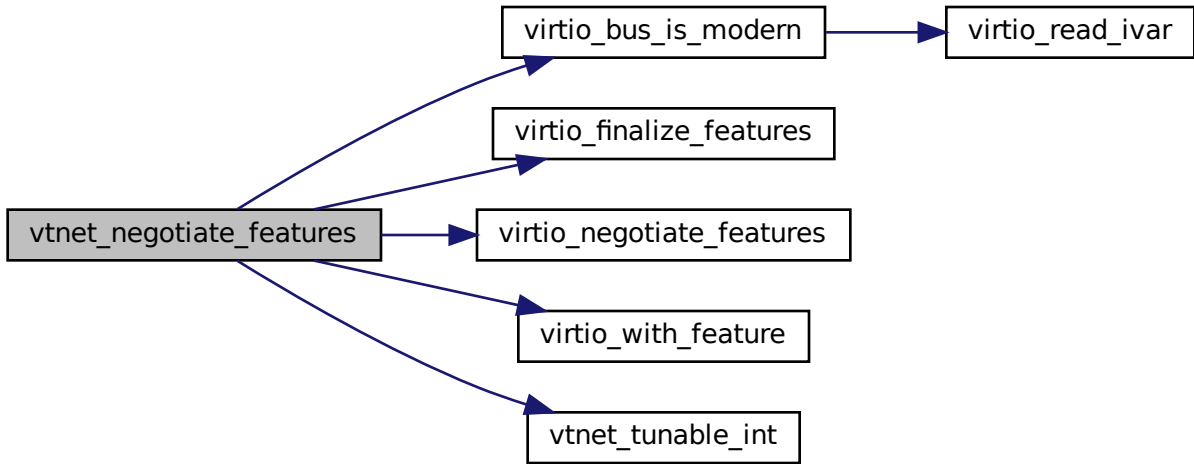 virtio_bus_is_modern
virtio_read_ivar
virtio_finalize_features
vtnet_negotiate_features
virtio_negotiate_features
virtio_with_feature
vtnet_tunable_int